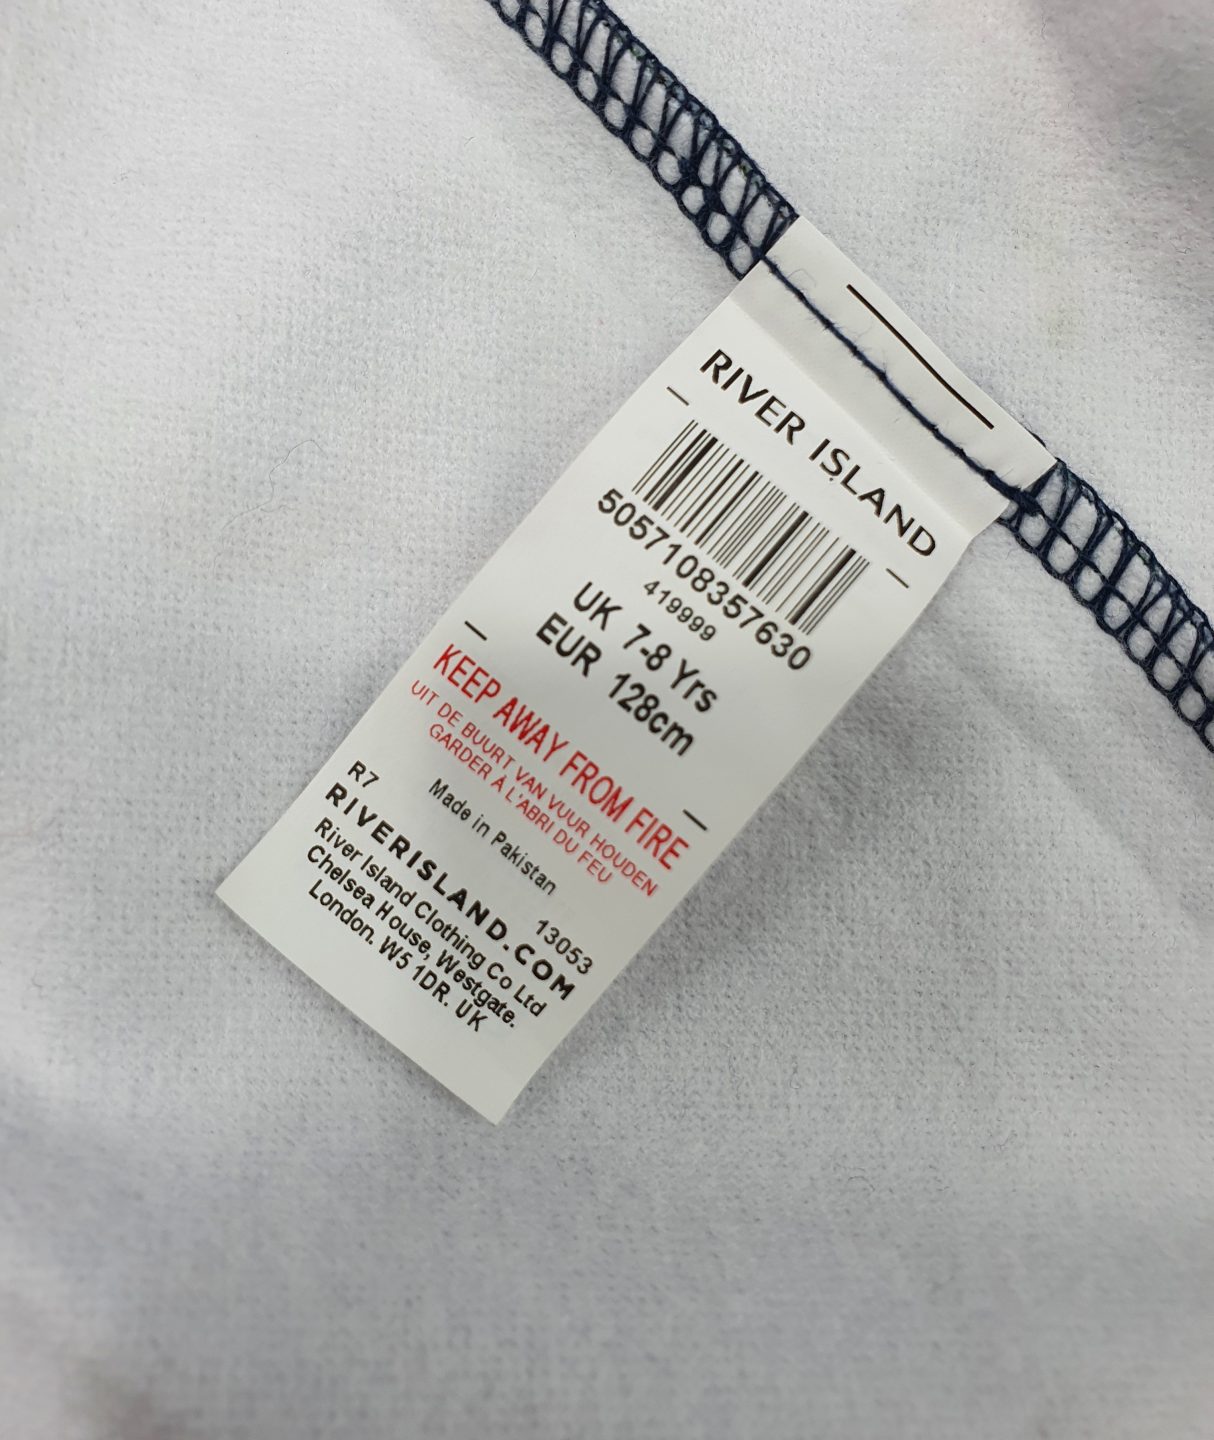 RIVER ISLAND
5057108357630
419999
UK 7-8 Yrs
EUR 128cm
KEEP AWAY FROM FIRE
UIT DE BUURT VAN VUUR HOUDEN
GARDER À L'ABRI DU FEU
Made in Pakistan
R7 13053
RIVERISLAND.COM
River Island Clothing Co Ltd
Chelsea House, Westgate.
London. W5 1DR. UK